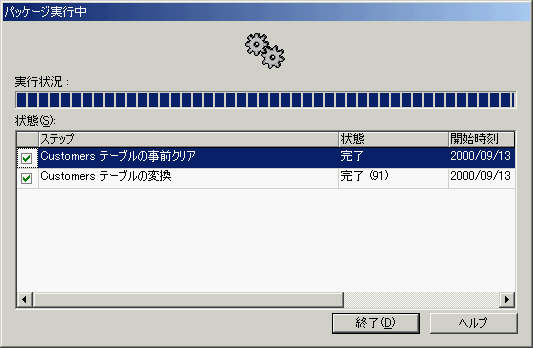 パッケージ実行中
実行状況：
状態(S):
ステップ 状態 開始時刻
Customers テーブルの事前クリア 完了 2000/09/13
Customers テーブルの変換 完了 (91) 2000/09/13
終了(D) ヘルプ